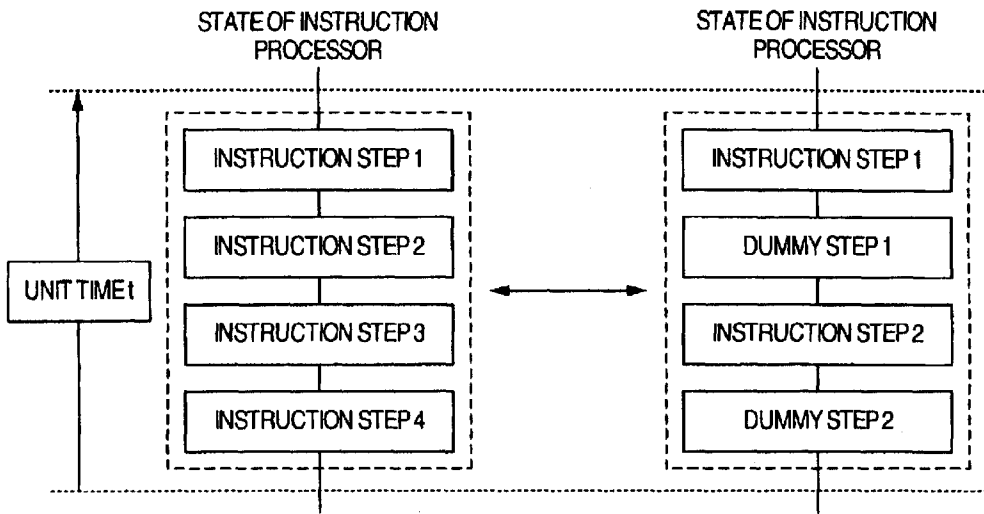 STATE OF INSTRUCTION
PROCESSOR
INSTRUCTION STEP 1
INSTRUCTION STEP 2
INSTRUCTION STEP 3
INSTRUCTION STEP 4
UNIT TIME t
STATE OF INSTRUCTION
PROCESSOR
INSTRUCTION STEP 1
DUMMY STEP 1
INSTRUCTION STEP 2
DUMMY STEP 2